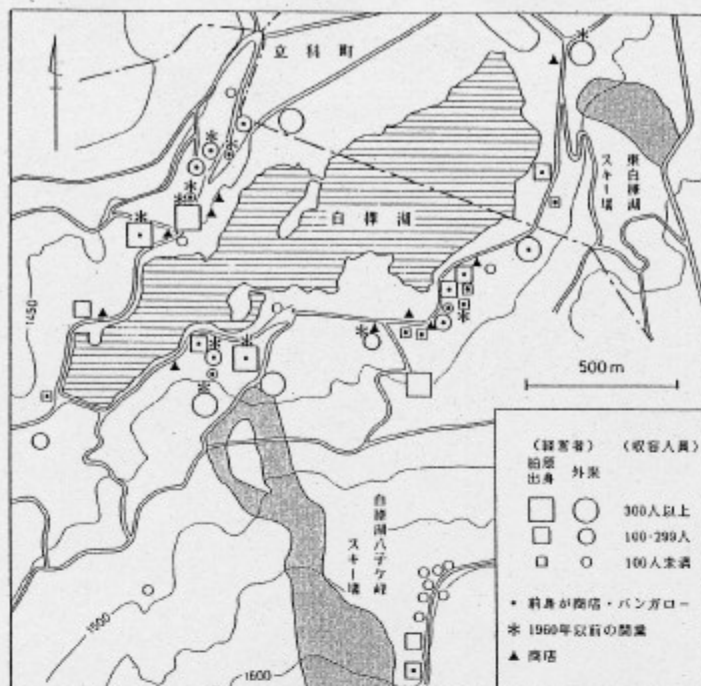 立科町
東白樺湖
スキー場
白樺湖
1450
500m
白樺湖八子ケ峰
スキー場
1500
1600
(経営者) (収容人員)
柏原
出身 外来
300人以上
100-299人
100人未満
• 前身が商店・バンガロー
＊ 1960年以前の開業
▲ 商店